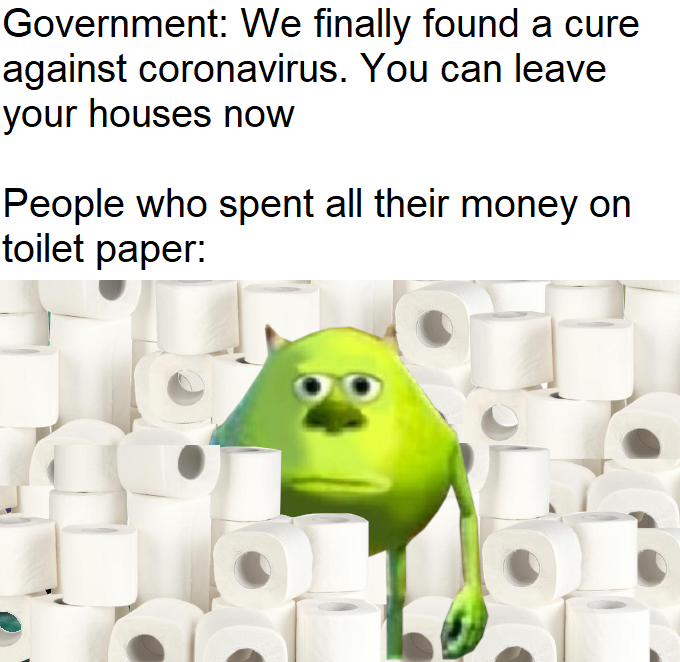 Government: We finally found a cure
against coronavirus. You can leave
your houses now
People who spent all their money on
toilet paper: